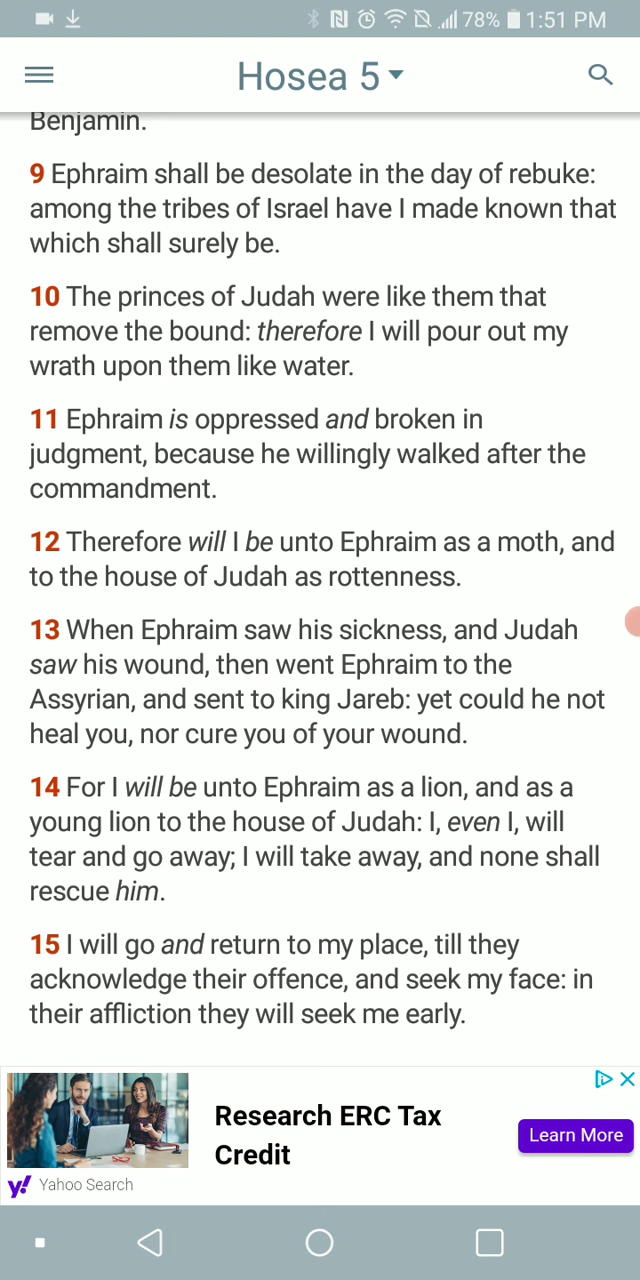 78% 1:51 PM
Hosea 5
Benjamin.
9 Ephraim shall be desolate in the day of rebuke:
among the tribes of Israel have I made known that
which shall surely be.
10 The princes of Judah were like them that
remove the bound: therefore I will pour out my
wrath upon them like water.
11 Ephraim is oppressed and broken in
judgment, because he willingly walked after the
commandment.
12 Therefore will I be unto Ephraim as a moth, and
to the house of Judah as rottenness.
13 When Ephraim saw his sickness, and Judah
saw his wound, then went Ephraim to the
Assyrian, and sent to king Jareb: yet could he not
heal you, nor cure you of your wound.
14 For I will be unto Ephraim as a lion, and as a
young lion to the house of Judah: I, even I, will
tear and go away; I will take away, and none shall
rescue him.
15 I will go and return to my place, till they
acknowledge their offence, and seek my face: in
their affliction they will seek me early.
Research ERC Tax
Credit
Learn More
y! Yahoo Search